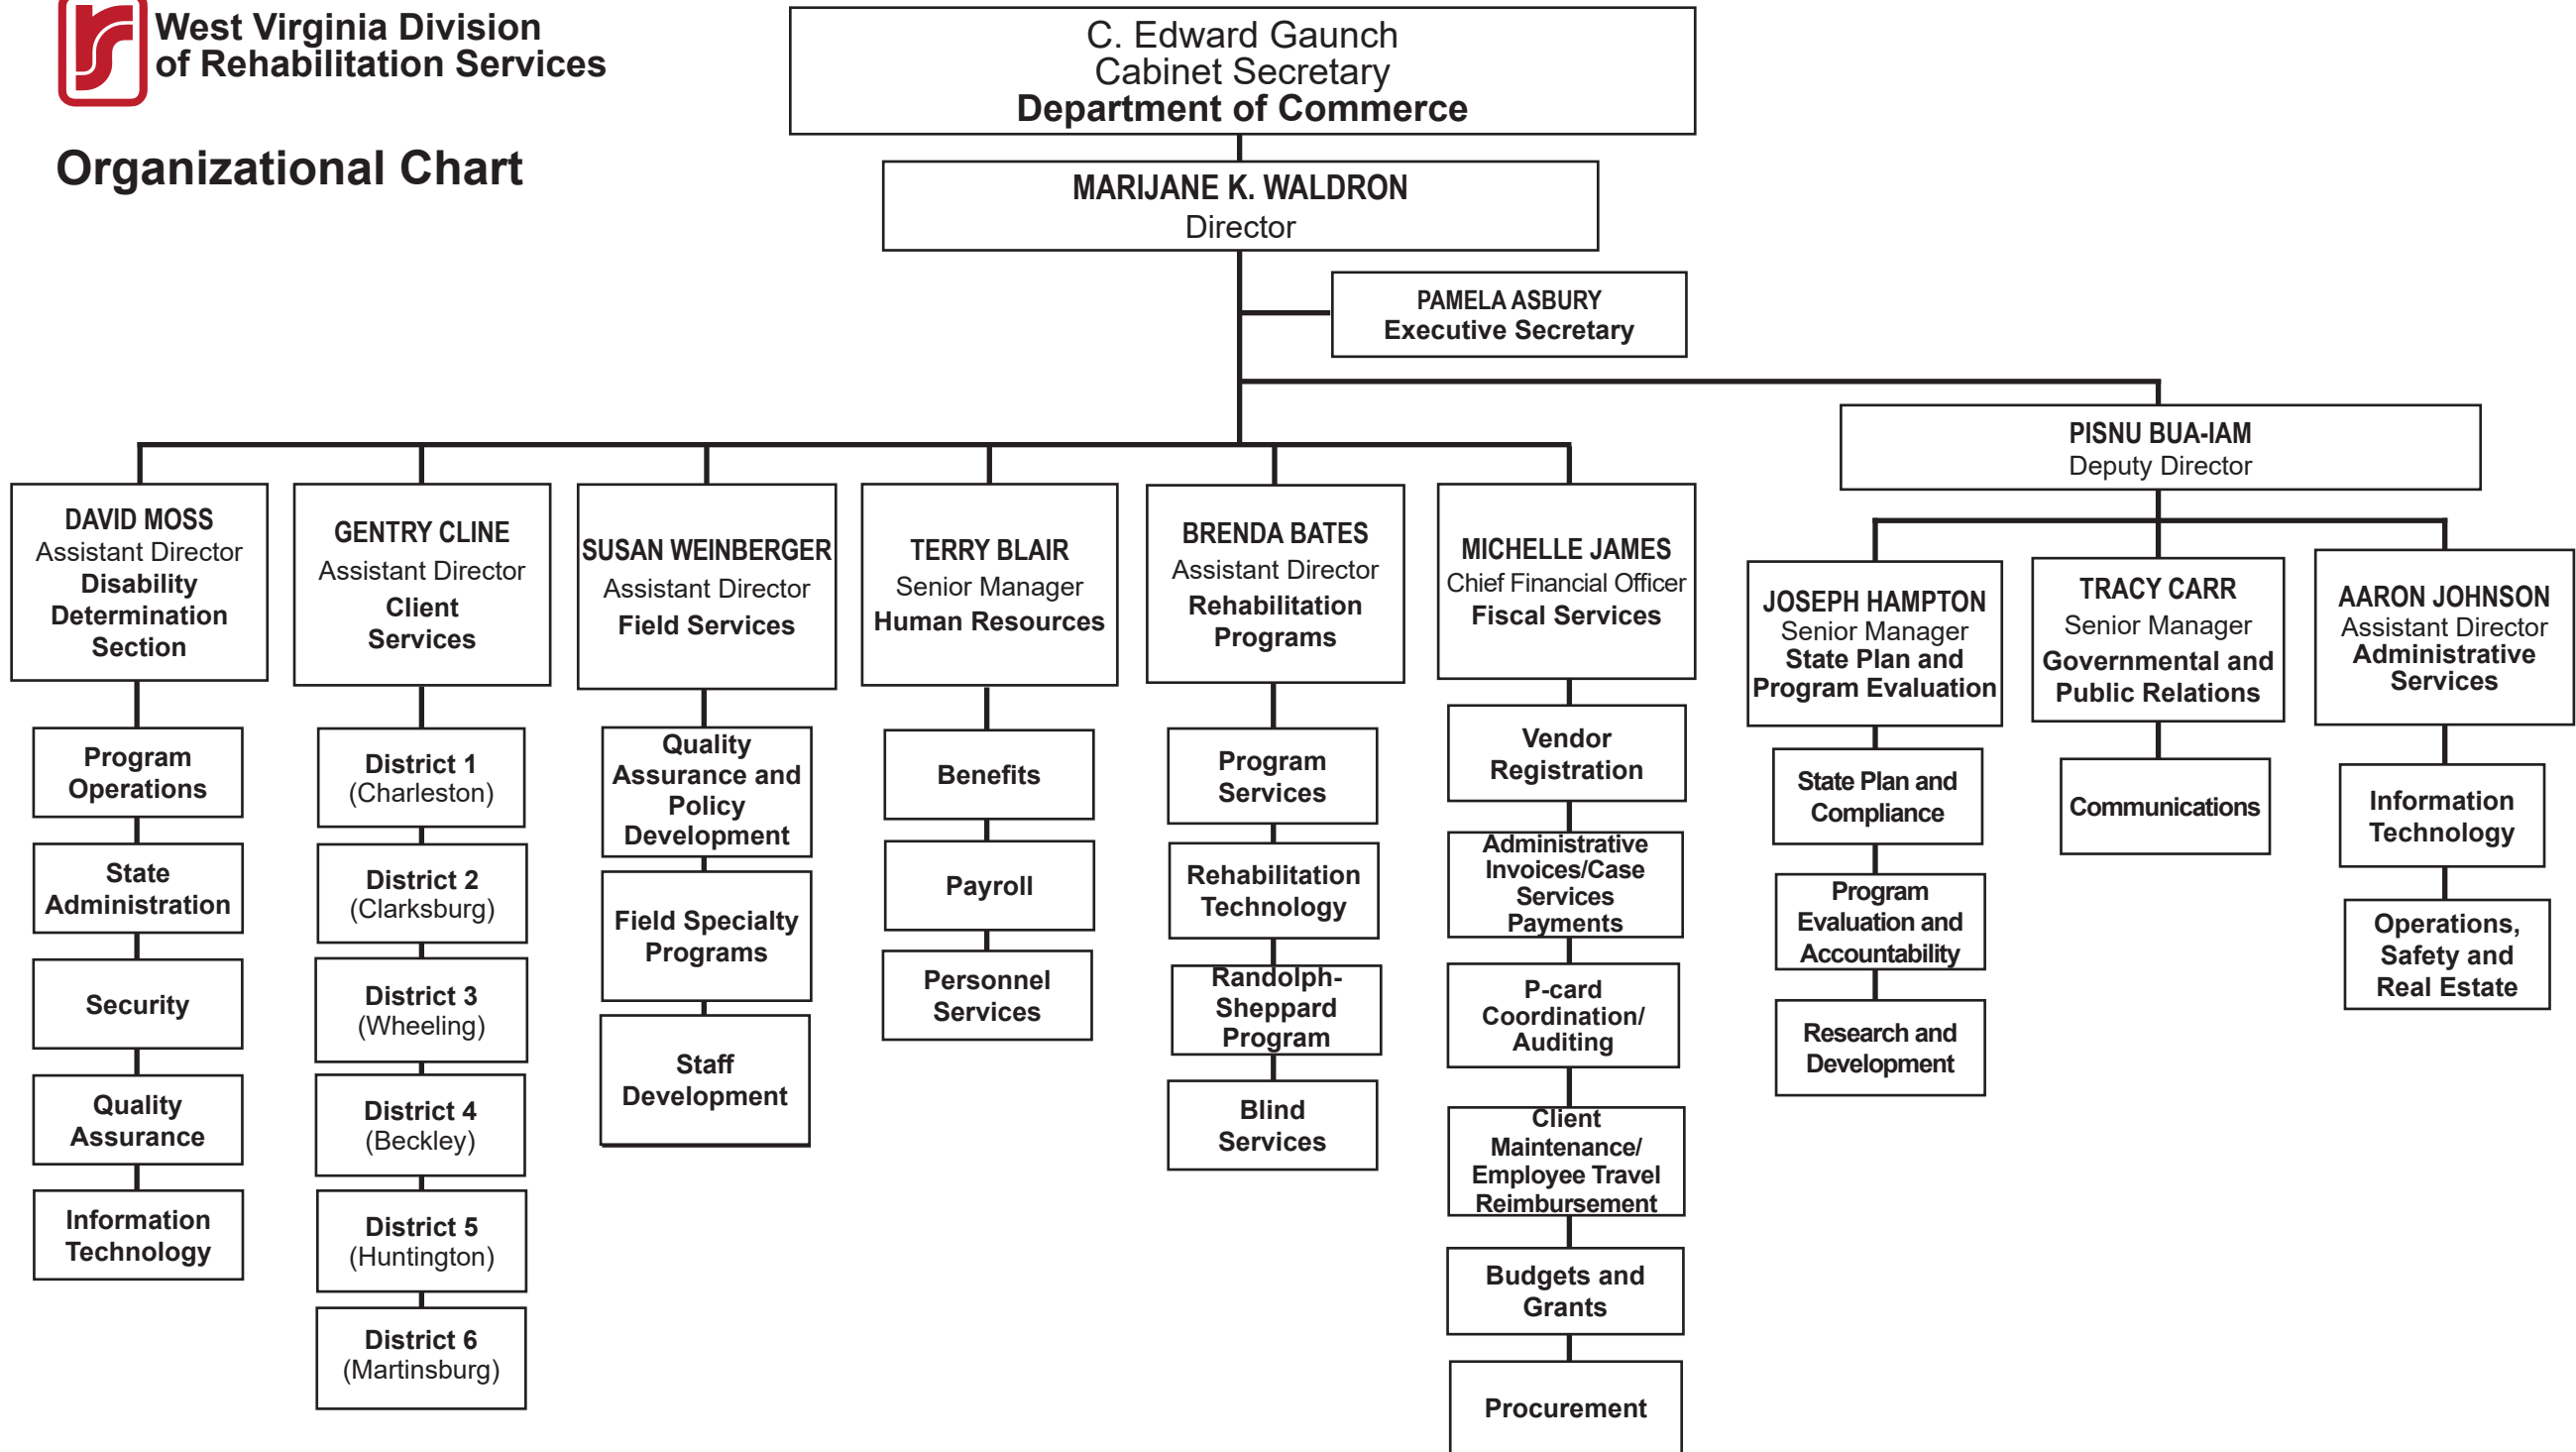 West Virginia Division
of Rehabilitation Services
Organizational Chart
C. Edward Gaunch
Cabinet Secretary
Department of Commerce
MARIJANE K. WALDRON
Director
PAMELA ASBURY
Executive Secretary
PISNU BUA-IAM
Deputy Director
DAVID MOSS
Assistant Director
Disability
Determination
Section
Program
Operations
State
Administration
Security
Quality
Assurance
Information
Technology
GENTRY CLINE
Assistant Director
Client
Services
District 1
(Charleston)
District 2
(Clarksburg)
District 3
(Wheeling)
District 4
(Beckley)
District 5
(Huntington)
District 6
(Martinsburg)
SUSAN WEINBERGER
Assistant Director
Field Services
Quality
Assurance and
Policy
Development
Field Specialty
Programs
Staff
Development
TERRY BLAIR
Senior Manager
Human Resources
Benefits
Payroll
Personnel
Services
BRENDA BATES
Assistant Director
Rehabilitation
Programs
Program
Services
Rehabilitation
Technology
Randolph-
Sheppard
Program
Blind
Services
MICHELLE JAMES
Chief Financial Officer
Fiscal Services
Vendor
Registration
Administrative
Invoices/Case
Services
Payments
P-card
Coordination/
Auditing
Client
Maintenance/
Employee Travel
Reimbursement
Budgets and
Grants
Procurement
JOSEPH HAMPTON
Senior Manager
State Plan and
Program Evaluation
State Plan and
Compliance
Program
Evaluation and
Accountability
Research and
Development
TRACY CARR
Senior Manager
Governmental and
Public Relations
Communications
AARON JOHNSON
Assistant Director
Administrative
Services
Information
Technology
Operations,
Safety and
Real Estate